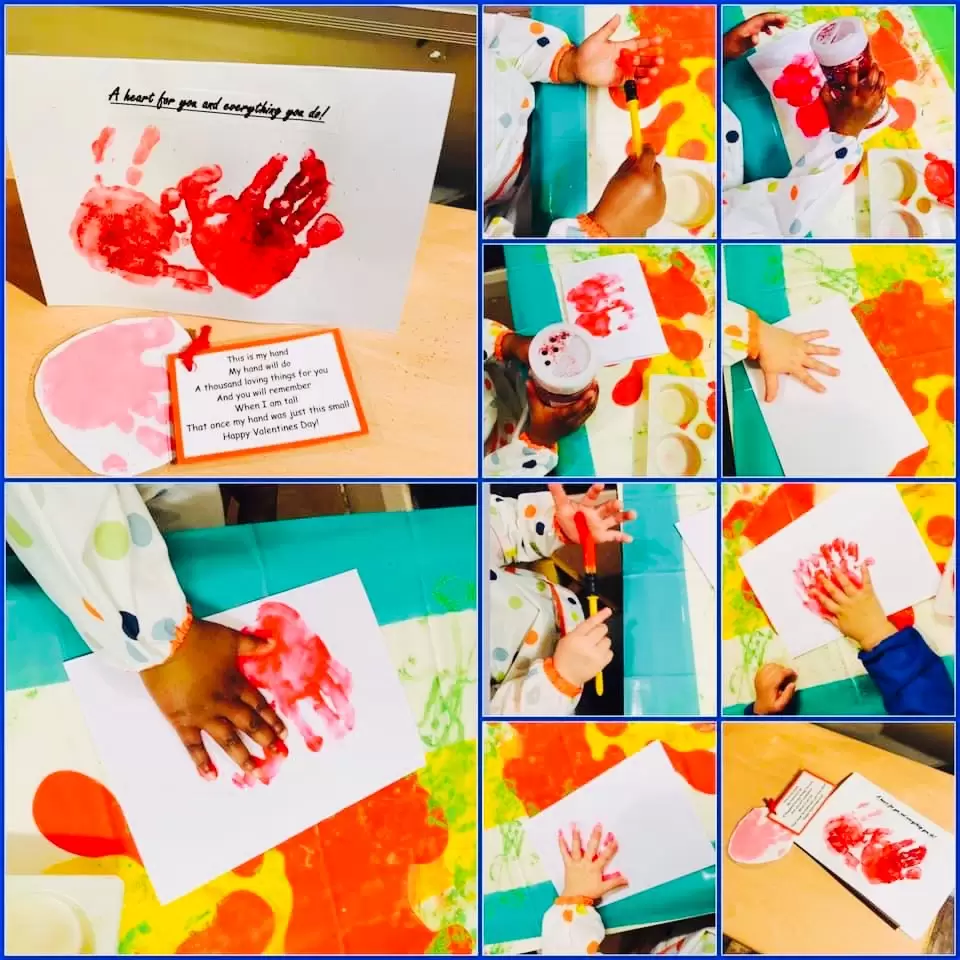 A heart for you and everything you do!
This is my hand
My hand will do
A thousand loving things for you
And you will remember
When I am tall
That once my hand was just this small
Happy Valentines Day!